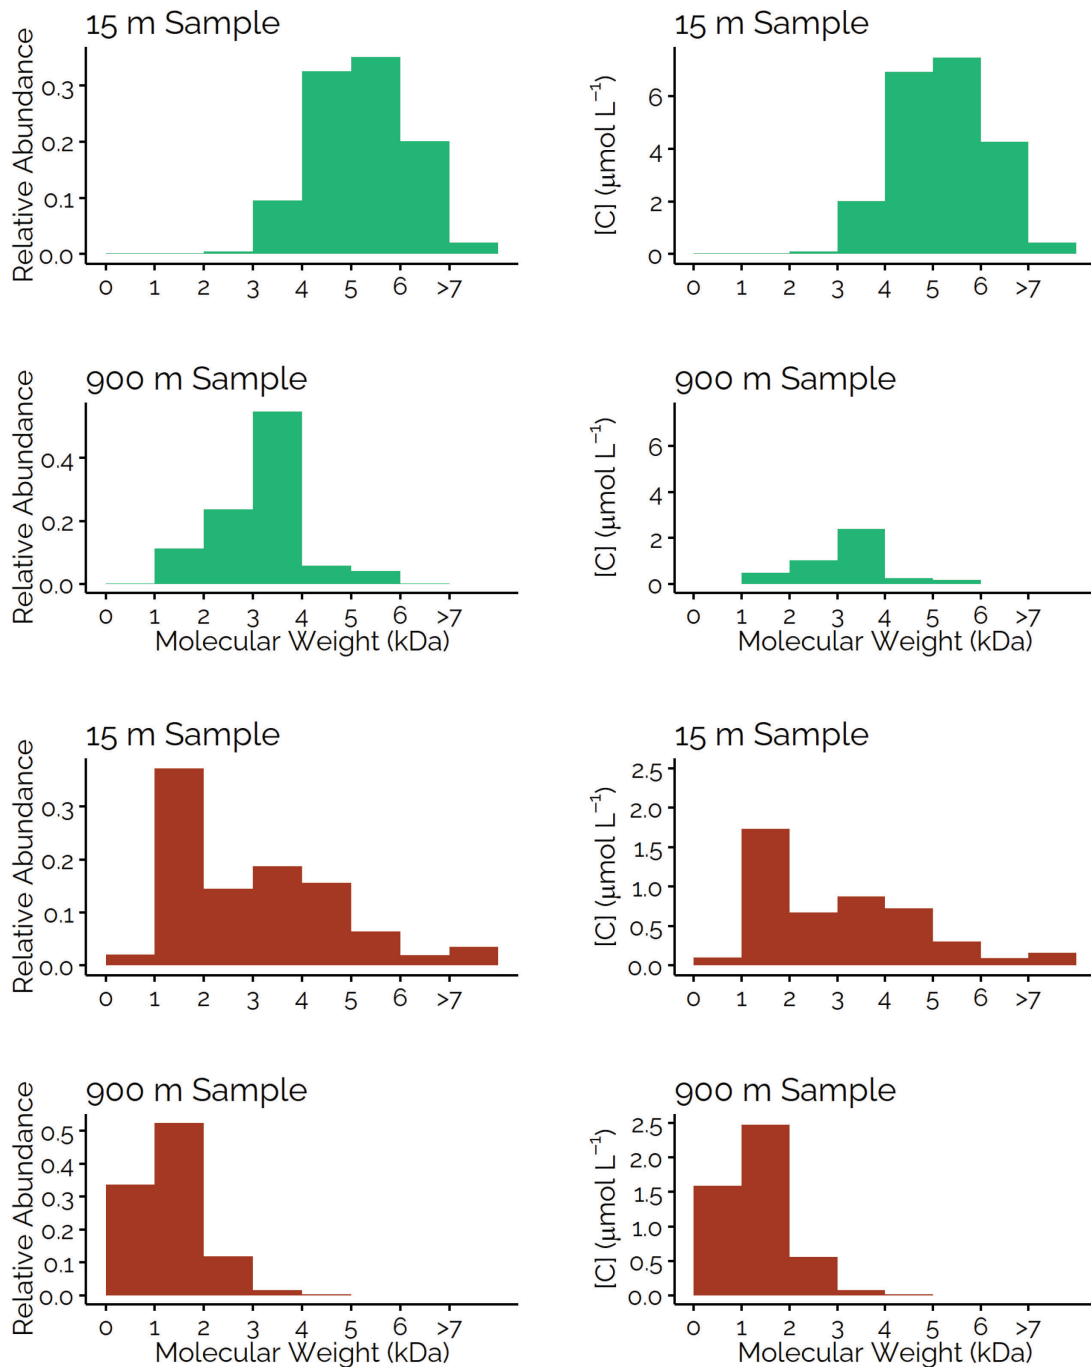 15 m Sample
Relative Abundance
0.3
0.2
0.1
0.0
0 1 2 3 4 5 6 >7
15 m Sample
[C] (µmol L⁻¹)
6
4
2
0
0 1 2 3 4 5 6 >7
900 m Sample
Relative Abundance
0.4
0.2
0.0
0 1 2 3 4 5 6 >7
Molecular Weight (kDa)
900 m Sample
[C] (µmol L⁻¹)
6
4
2
0
0 1 2 3 4 5 6 >7
Molecular Weight (kDa)
15 m Sample
Relative Abundance
0.3
0.2
0.1
0.0
0 1 2 3 4 5 6 >7
15 m Sample
[C] (µmol L⁻¹)
2.5
2.0
1.5
1.0
0.5
0.0
0 1 2 3 4 5 6 >7
900 m Sample
Relative Abundance
0.5
0.4
0.3
0.2
0.1
0.0
0 1 2 3 4 5 6 >7
Molecular Weight (kDa)
900 m Sample
[C] (µmol L⁻¹)
2.5
2.0
1.5
1.0
0.5
0.0
0 1 2 3 4 5 6 >7
Molecular Weight (kDa)